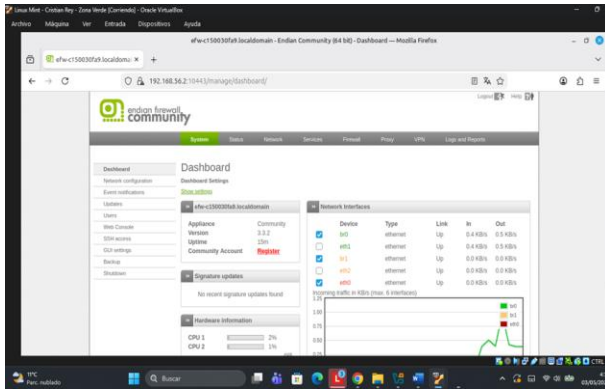 Linux Mint - Cristian Rey - Zona Verde [Corriendo] - Oracle VirtualBox
Archivo Máquina Ver Entrada Dispositivos Ayuda
efw-c150030fa9.localdomain - Endian Community (64 bit) - Dashboard — Mozilla Firefox
efw-c150030fa9.localdomain
192.168.56.2:10443/manage/dashboard/
Logout Help
endian firewall
community
System Status Network Services Firewall Proxy VPN Logs and Reports
Dashboard
Network configuration
Event notifications
Updates
Users
Web Console
SSH access
GUI settings
Backup
Shutdown
Dashboard
Dashboard Settings
Show settings
efw-c150030fa9.localdomain
Appliance Community
Version 3.3.2
Uptime 15m
Community Account Register
Signature updates
No recent signature updates found
Hardware Information
CPU 1 2%
CPU 2 1%
Network Interfaces
Device Type Link In Out
br0 ethernet Up 0.4 KB/s 0.5 KB/s
eth1 ethernet Up 0.4 KB/s 0.5 KB/s
br1 ethernet Up 0.0 KB/s 0.0 KB/s
eth2 ethernet Up 0.0 KB/s 0.0 KB/s
eth0 ethernet Up 0.0 KB/s 0.0 KB/s
Incoming traffic in KB/s (max. 6 interfaces)
1.25
1.00
0.75
0.50
0.25
br0
br1
eth0
CTRL
11°C
Parc. nublado
Buscar